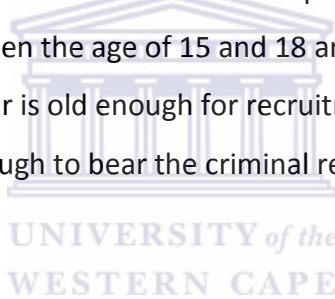 en the age of 15 and 18 ar
r is old enough for recruitr
ugh to bear the criminal re
UNIVERSITY of the
WESTERN CAPE